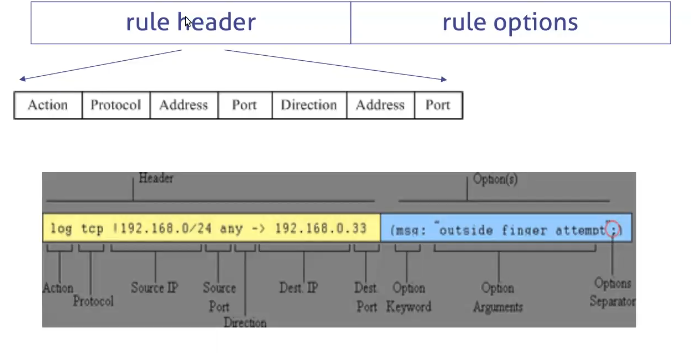 rule header rule options
Action Protocol Address Port Direction Address Port
Header Option(s)
log tcp !192.168.0/24 any -> 192.168.0.33 (msg: "outside finger attempt";)
Action Protocol Source IP Source Port Direction Dest. IP Dest. Port Option Keyword Option Arguments Options Separator